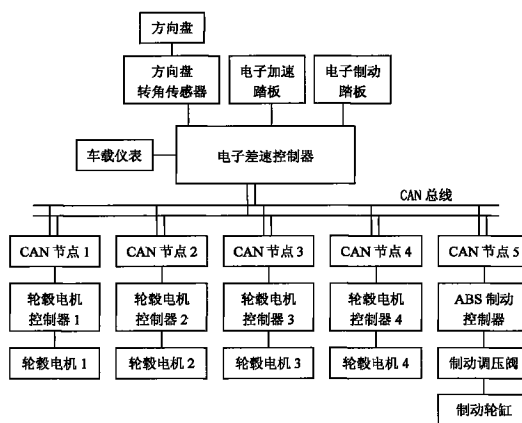 方向盘
方向盘
转角传感器
电子加速
踏板
电子制动
踏板
车载仪表
电子差速控制器
CAN 总线
CAN 节点 1
CAN 节点 2
CAN 节点 3
CAN 节点 4
CAN 节点 5
轮毂电机
控制器 1
轮毂电机
控制器 2
轮毂电机
控制器 3
轮毂电机
控制器 4
ABS 制动
控制器
轮毂电机 1
轮毂电机 2
轮毂电机 3
轮毂电机 4
制动调压阀
制动轮缸